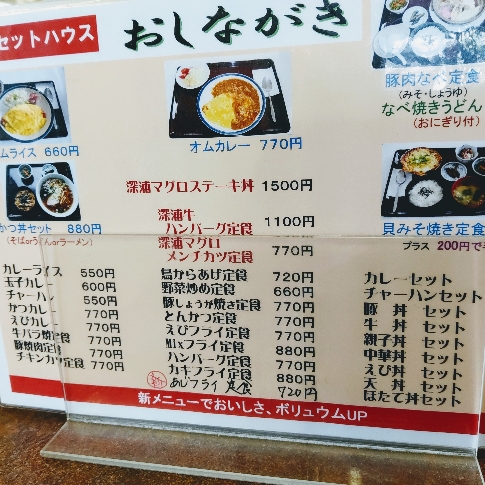 セットハウス
おしながき
ムライス 660円
オムカレー 770円
豚肉なべ定食
(みそ・しょうゆ)
なべ焼きうどん
(おにぎり付)
かつ丼セット 880円
(そばorうどんorラーメン)
貝みそ焼き定食
プラス 200円で
深浦マグロステーキ丼 1500円
深浦牛
ハンバーグ定食 1100円
深浦マグロ
メンチカツ定食 770円
カレーライス 550円
玉子カレー 600円
チャーハン 550円
かつカレー 770円
えびカレー 770円
牛バラ焼定食 770円
豚焼肉定食 770円
チキンカツ定食 770円
鳥からあげ定食 720円
野菜炒め定食 660円
豚しょうが焼き定食 770円
とんかつ定食 770円
えびフライ定食 770円
Mixフライ定食 880円
ハンバーグ定食 770円
カキフライ定食 880円
新 あじフライ定食 720円
カレーセット
チャーハンセット
豚丼セット
牛丼セット
親子丼セット
中華丼セット
えび丼セット
天丼セット
ほたて丼セット
新メニューでおいしさ、ボリュウムUP